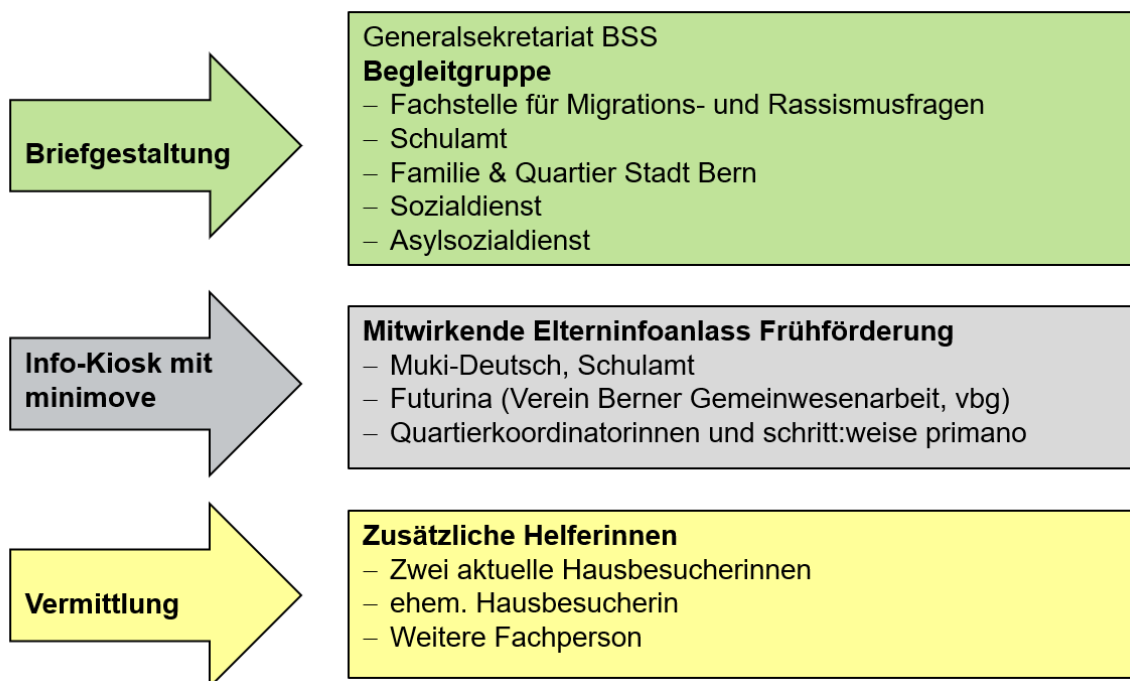 Briefgestaltung
Generalsekretariat BSS
Begleitgruppe
– Fachstelle für Migrations- und Rassismusfragen
– Schulamt
– Familie & Quartier Stadt Bern
– Sozialdienst
– Asylsozialdienst
Info-Kiosk mit
minimove
Mitwirkende Elterninfoanlass Frühförderung
– Muki-Deutsch, Schulamt
– Futurina (Verein Berner Gemeinwesenarbeit, vbg)
– Quartierkoordinatorinnen und schritt:weise primano
Vermittlung
Zusätzliche Helferinnen
– Zwei aktuelle Hausbesucherinnen
– ehem. Hausbesucherin
– Weitere Fachperson